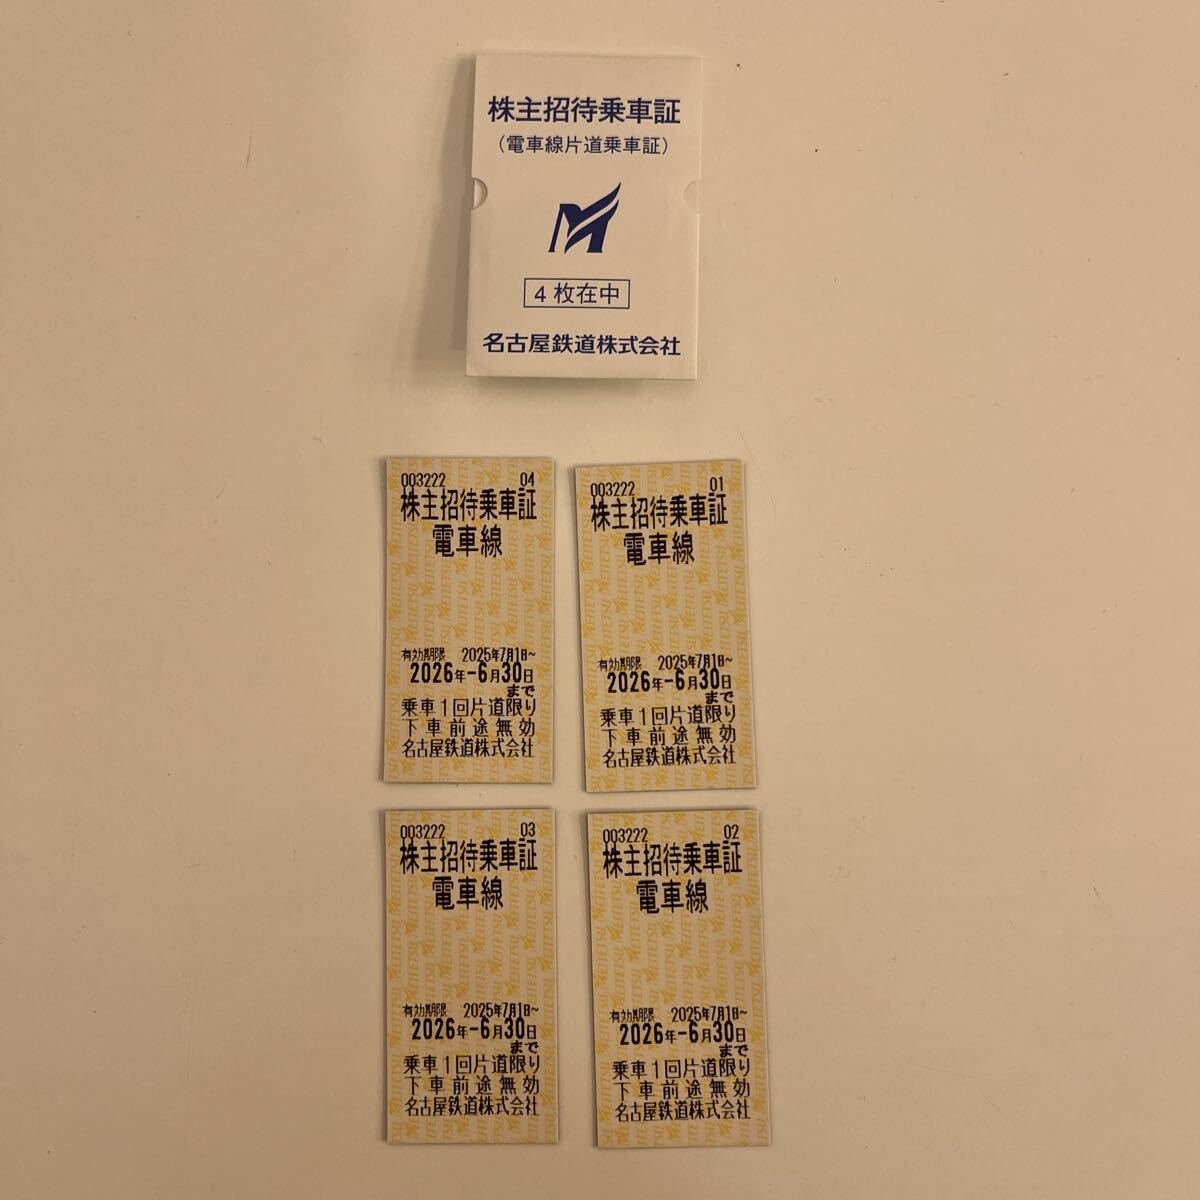 株主招待乗車証
（電車線片道乗車証）
4枚在中
名古屋鉄道株式会社
003222 04
株主招待乗車証
電車線
有効期限 2025年7月1日~
2026年-6月30日
まで
乗車1回片道限り
下車前途無効
名古屋鉄道株式会社
003222 01
株主招待乗車証
電車線
有効期限 2025年7月1日~
2026年-6月30日
まで
乗車1回片道限り
下車前途無効
名古屋鉄道株式会社
003222 03
株主招待乗車証
電車線
有効期限 2025年7月1日~
2026年-6月30日
まで
乗車1回片道限り
下車前途無効
名古屋鉄道株式会社
003222 02
株主招待乗車証
電車線
有効期限 2025年7月1日~
2026年-6月30日
まで
乗車1回片道限り
下車前途無効
名古屋鉄道株式会社